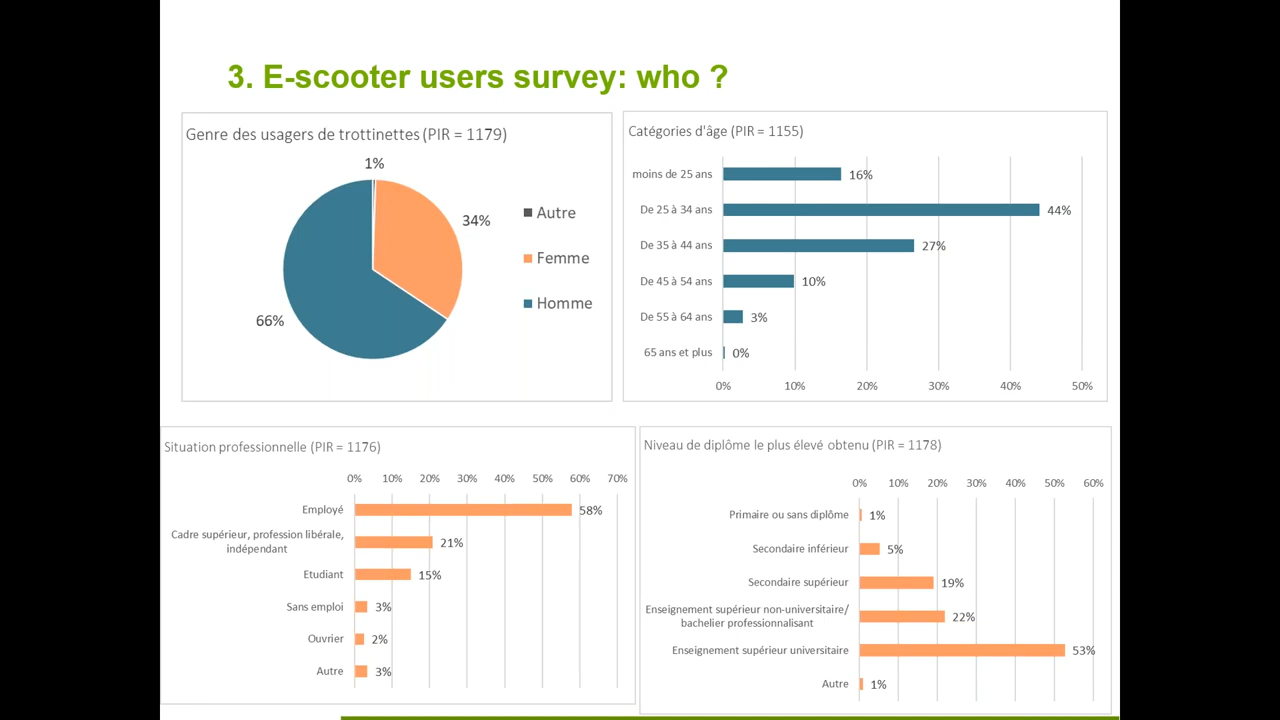 3. E-scooter users survey: who ?
Genre des usagers de trottinettes (PIR = 1179)
1%
34%
66%
Autre
Femme
Homme
Catégories d'âge (PIR = 1155)
moins de 25 ans 16%
De 25 à 34 ans 44%
De 35 à 44 ans 27%
De 45 à 54 ans 10%
De 55 à 64 ans 3%
65 ans et plus 0%
0% 10% 20% 30% 40% 50%
Situation professionnelle (PIR = 1176)
0% 10% 20% 30% 40% 50% 60% 70%
Employé 58%
Cadre supérieur, profession libérale,
indépendant 21%
Etudiant 15%
Sans emploi 3%
Ouvrier 2%
Autre 3%
Niveau de diplôme le plus élevé obtenu (PIR = 1178)
0% 10% 20% 30% 40% 50% 60%
Primaire ou sans diplôme 1%
Secondaire inférieur 5%
Secondaire supérieur 19%
Enseignement supérieur non-universitaire/
bachelier professionnalisant 22%
Enseignement supérieur universitaire 53%
Autre 1%